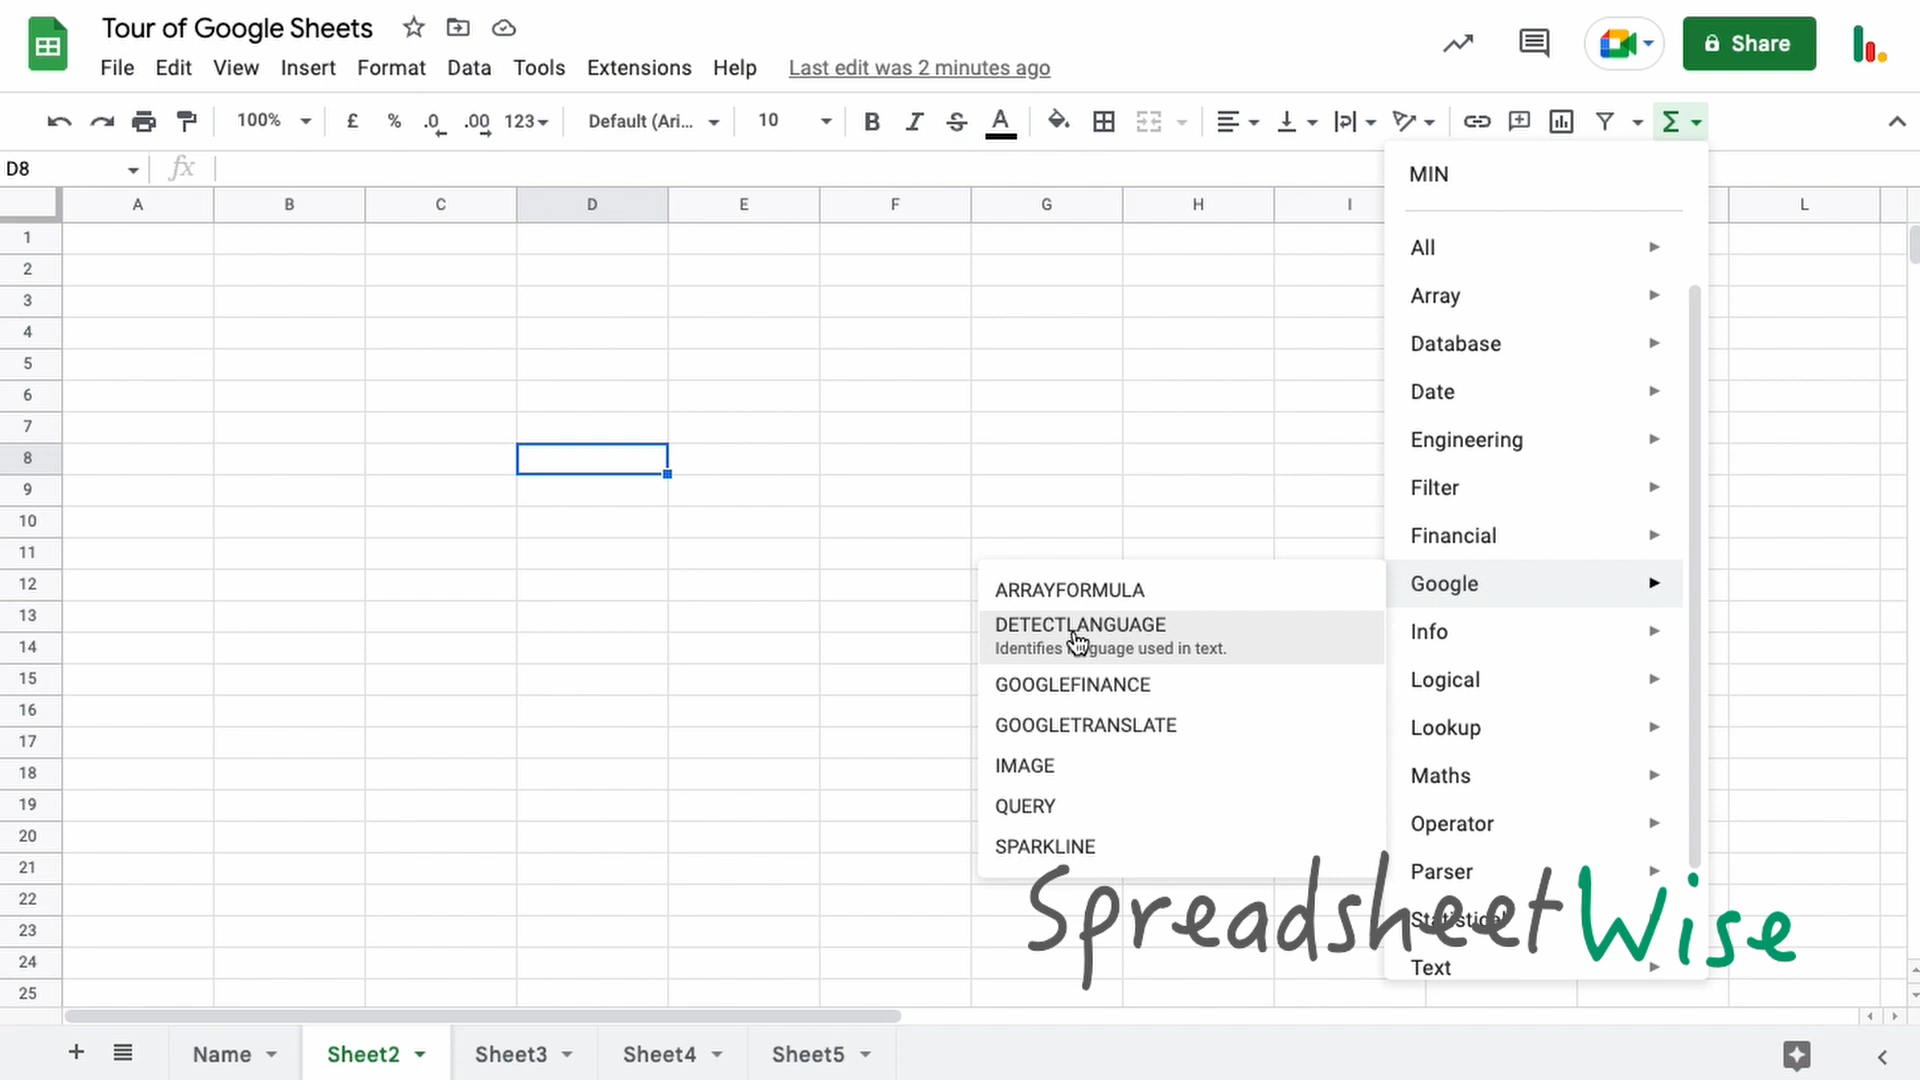 Tour of Google Sheets
File Edit View Insert Format Data Tools Extensions Help Last edit was 2 minutes ago
Share
100% £ % .0 .00 123 Default (Ari... 10 B I S A Σ
D8 fx
A B C D E F G H I L
1
2
3
4
5
6
7
8
9
10
11
12
13
14
15
16
17
18
19
20
21
22
23
24
25
MIN
All
Array
Database
Date
Engineering
Filter
Financial
Google
Info
Logical
Lookup
Maths
Operator
Parser
Statistical
Text
ARRAYFORMULA
DETECTLANGUAGE
Identifies language used in text.
GOOGLEFINANCE
GOOGLETRANSLATE
IMAGE
QUERY
SPARKLINE
SpreadsheetWise
+ Name Sheet2 Sheet3 Sheet4 Sheet5